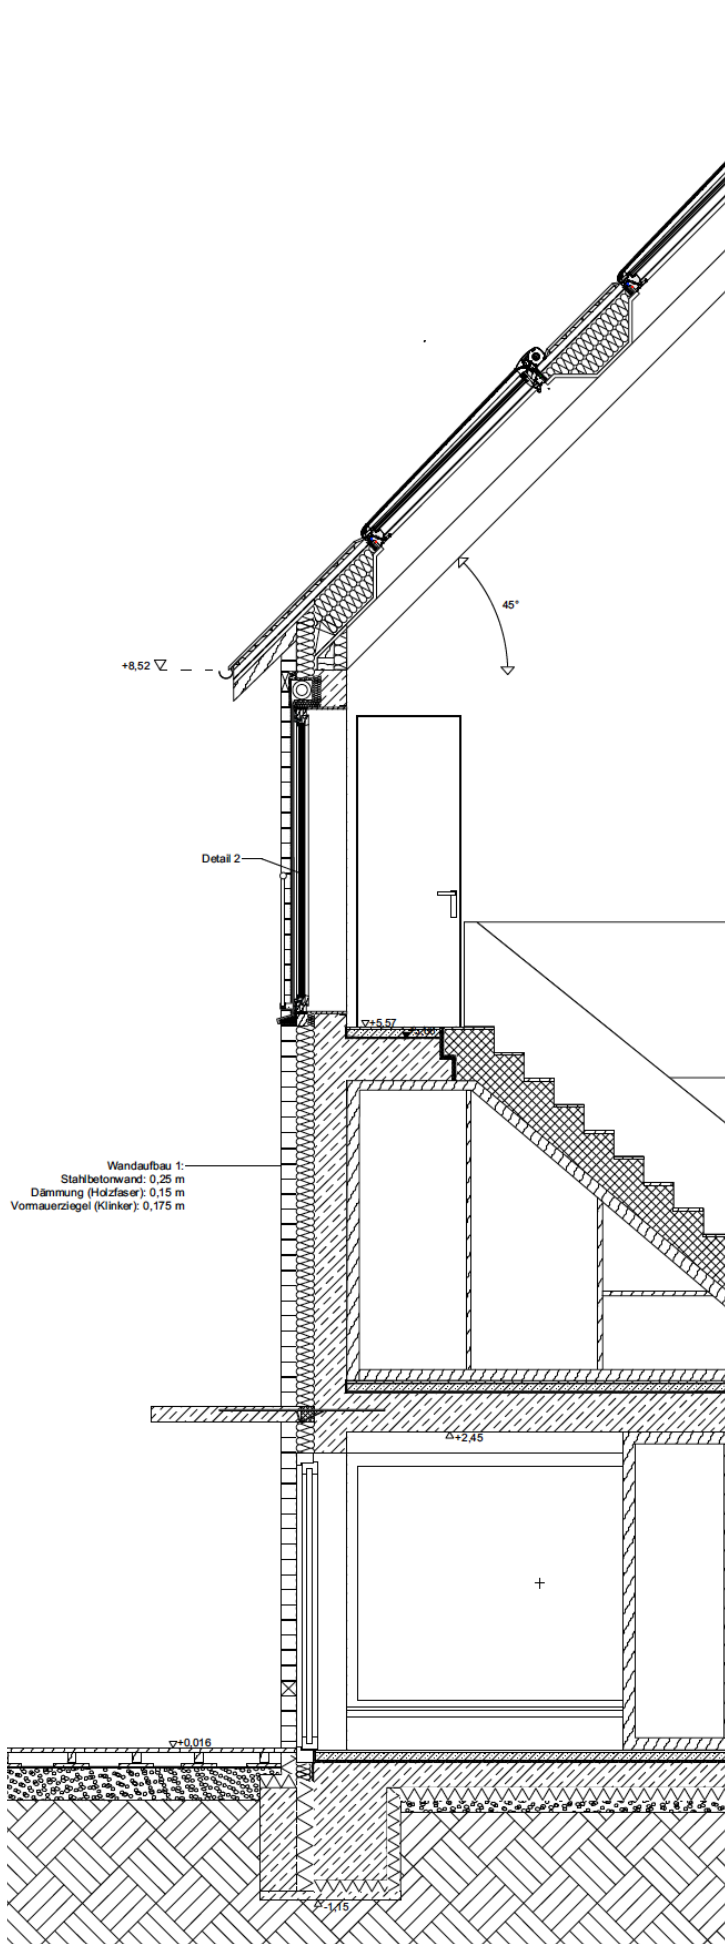 45°
+8,52
Detail 2
+5,57
Wandaufbau 1:
Stahlbetonwand: 0,25 m
Dämmung (Holzfaser): 0,15 m
Vormauerziegel (Klinker): 0,175 m
+2,45
+0,016
-1,15